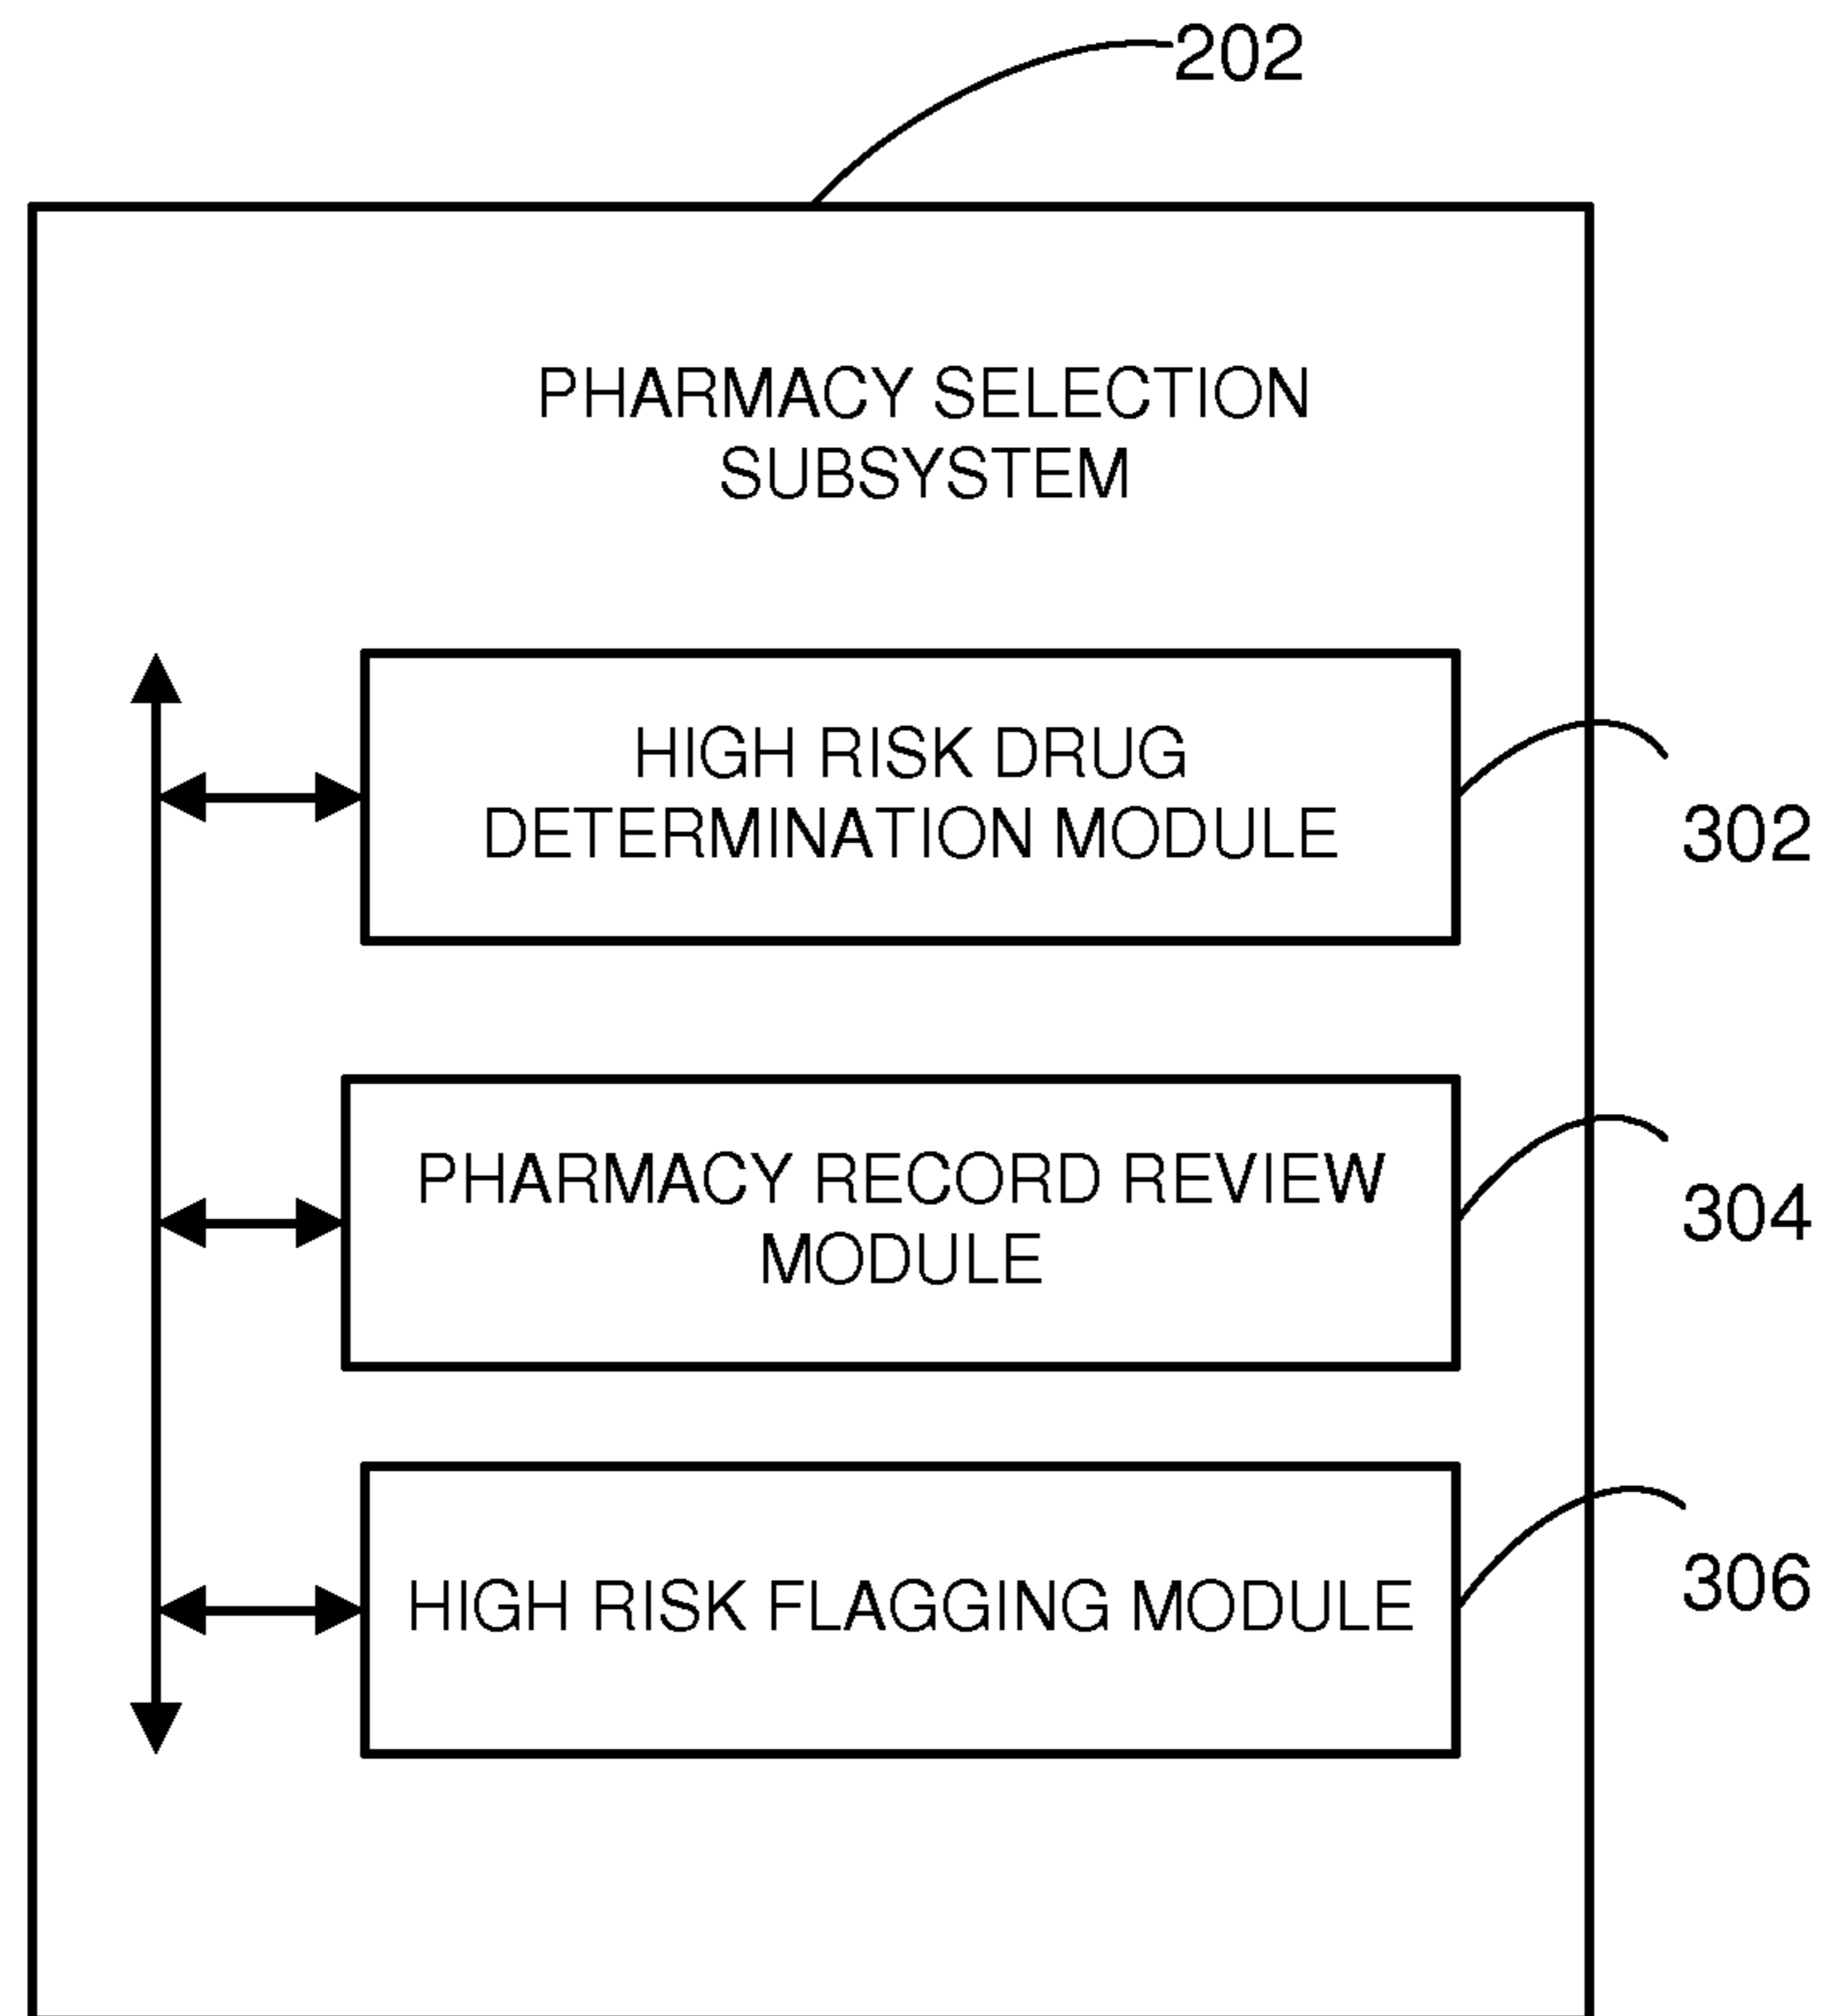 202
PHARMACY SELECTION
SUBSYSTEM
HIGH RISK DRUG
DETERMINATION MODULE
302
PHARMACY RECORD REVIEW
MODULE
304
HIGH RISK FLAGGING MODULE
306